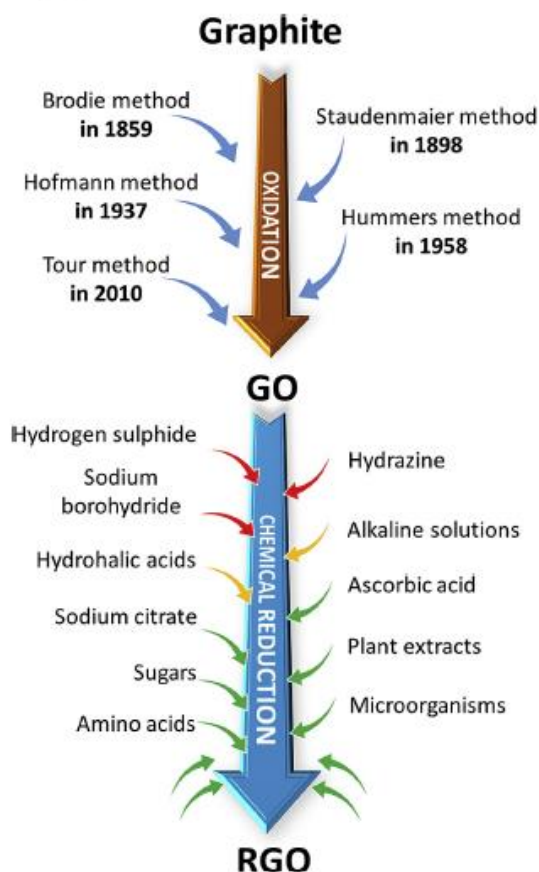 Graphite
Brodie method
in 1859
Staudenmaier method
in 1898
Hofmann method
in 1937
Hummers method
in 1958
Tour method
in 2010
OXIDATION
GO
Hydrogen sulphide
Hydrazine
Sodium
borohydride
Alkaline solutions
Hydrohalic acids
Ascorbic acid
Sodium citrate
Plant extracts
Sugars
Microorganisms
Amino acids
CHEMICAL REDUCTION
RGO